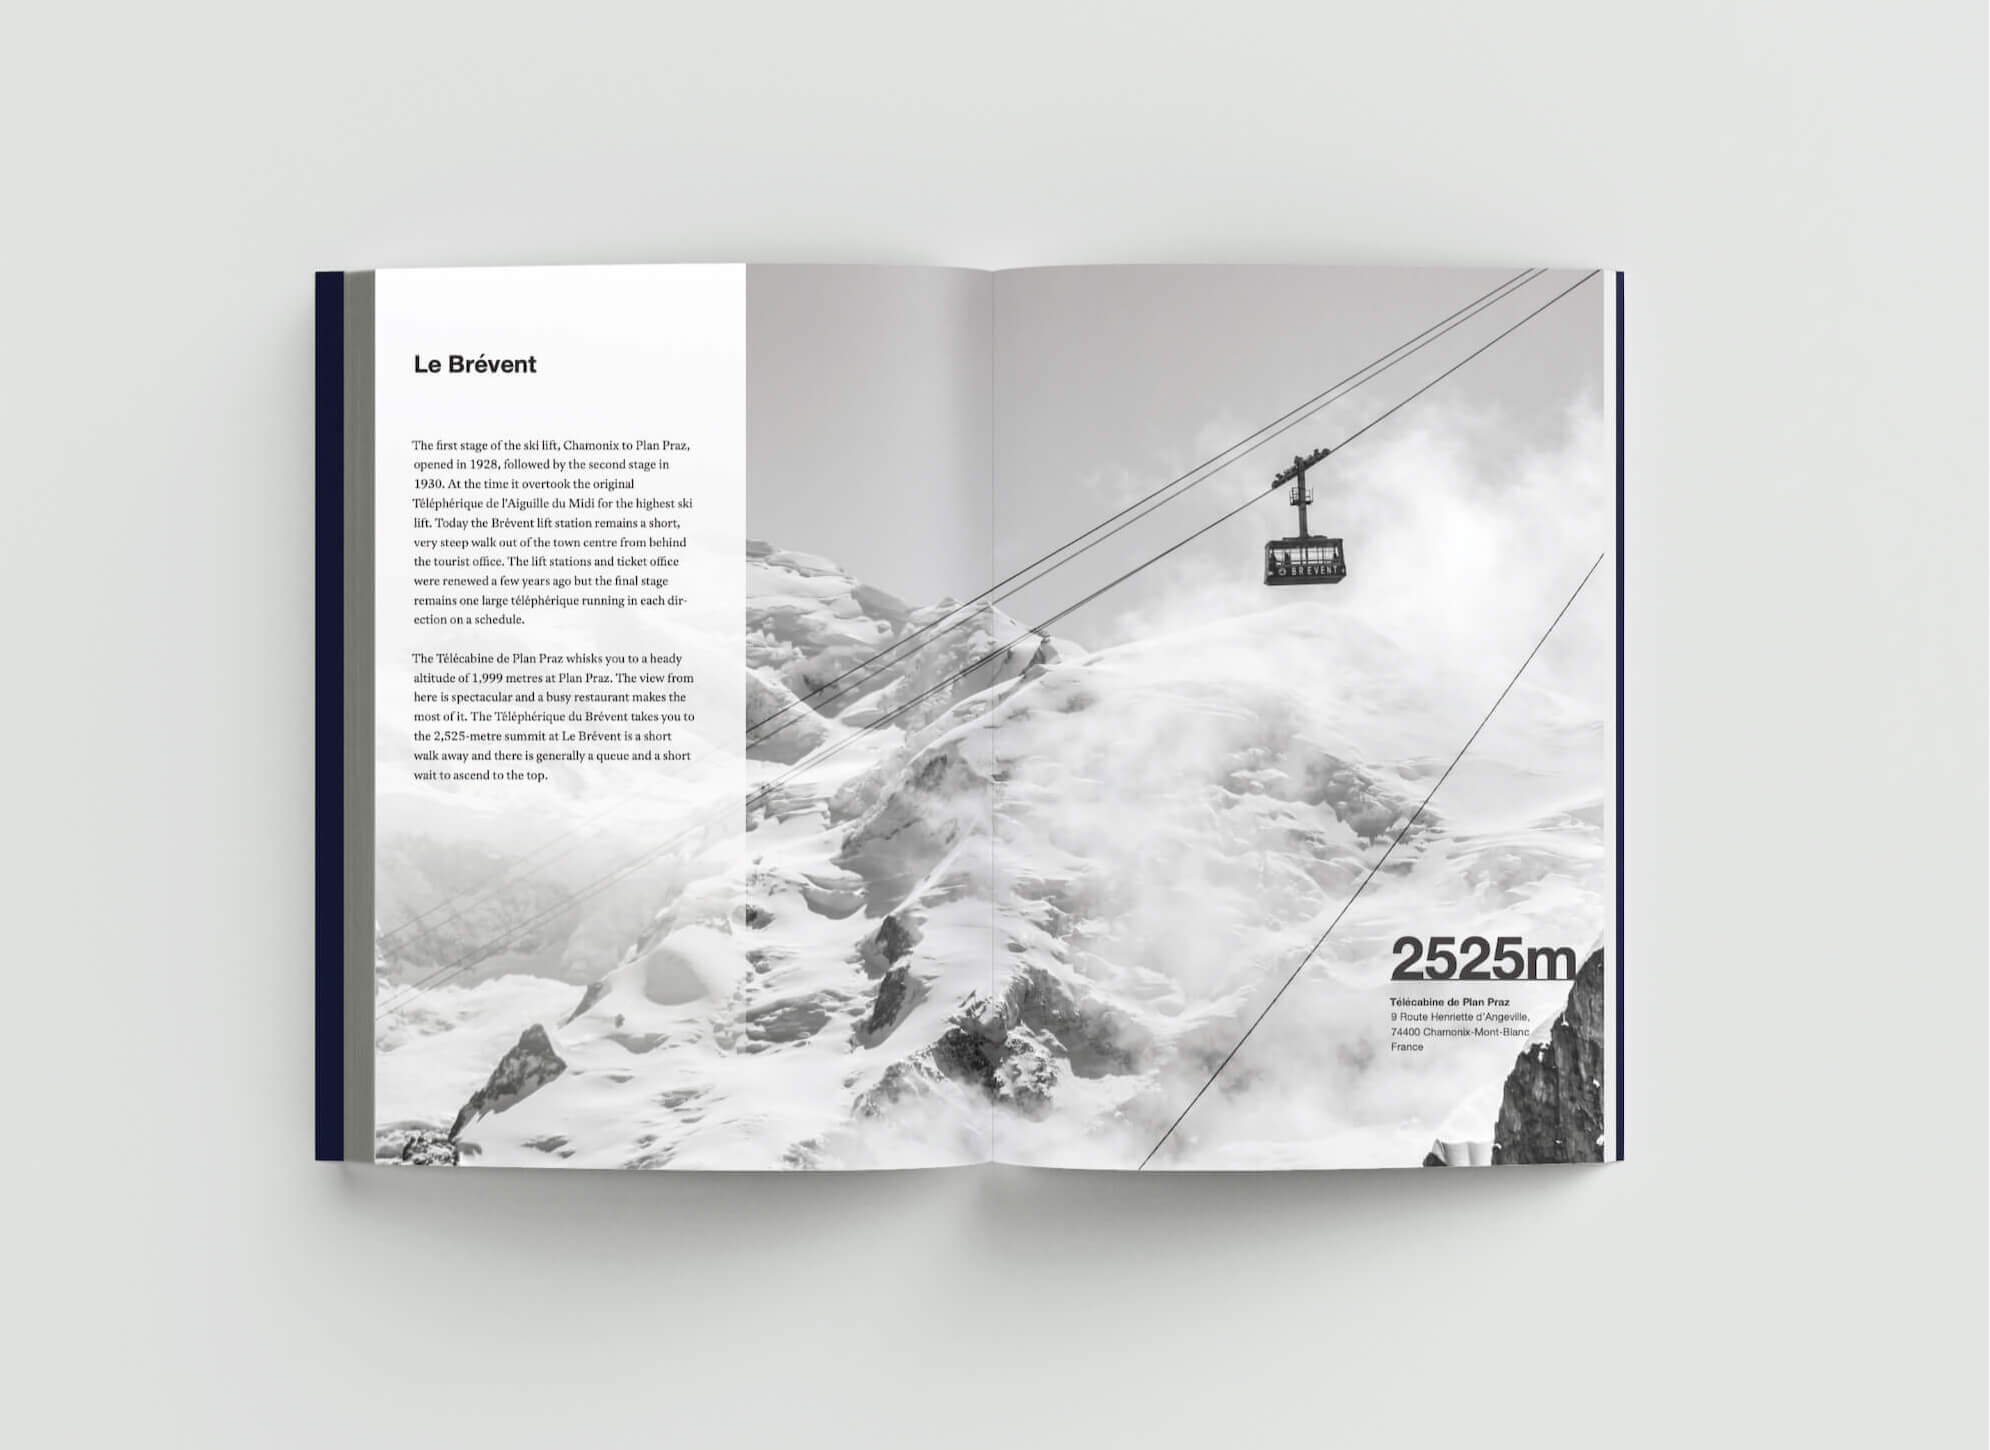 Le Brévent
The first stage of the ski lift, Chamonix to Plan Praz,
opened in 1928, followed by the second stage in
1930. At the time it overtook the original
Téléphérique de l'Aiguille du Midi for the highest ski
lift. Today the Brévent lift station remains a short,
very steep walk out of the town centre from behind
the tourist office. The lift stations and ticket office
were renewed a few years ago but the final stage
remains one large téléphérique running in each dir-
ection on a schedule.
The Télécabine de Plan Praz whisks you to a heady
altitude of 1,999 metres at Plan Praz. The view from
here is spectacular and a busy restaurant makes the
most of it. The Téléphérique du Brévent takes you to
the 2,525-metre summit at Le Brévent is a short
walk away and there is generally a queue and a short
wait to ascend to the top.
BREVENT
2525m
Télécabine de Plan Praz
9 Route Henriette d'Angeville,
74400 Chamonix-Mont-Blanc
France